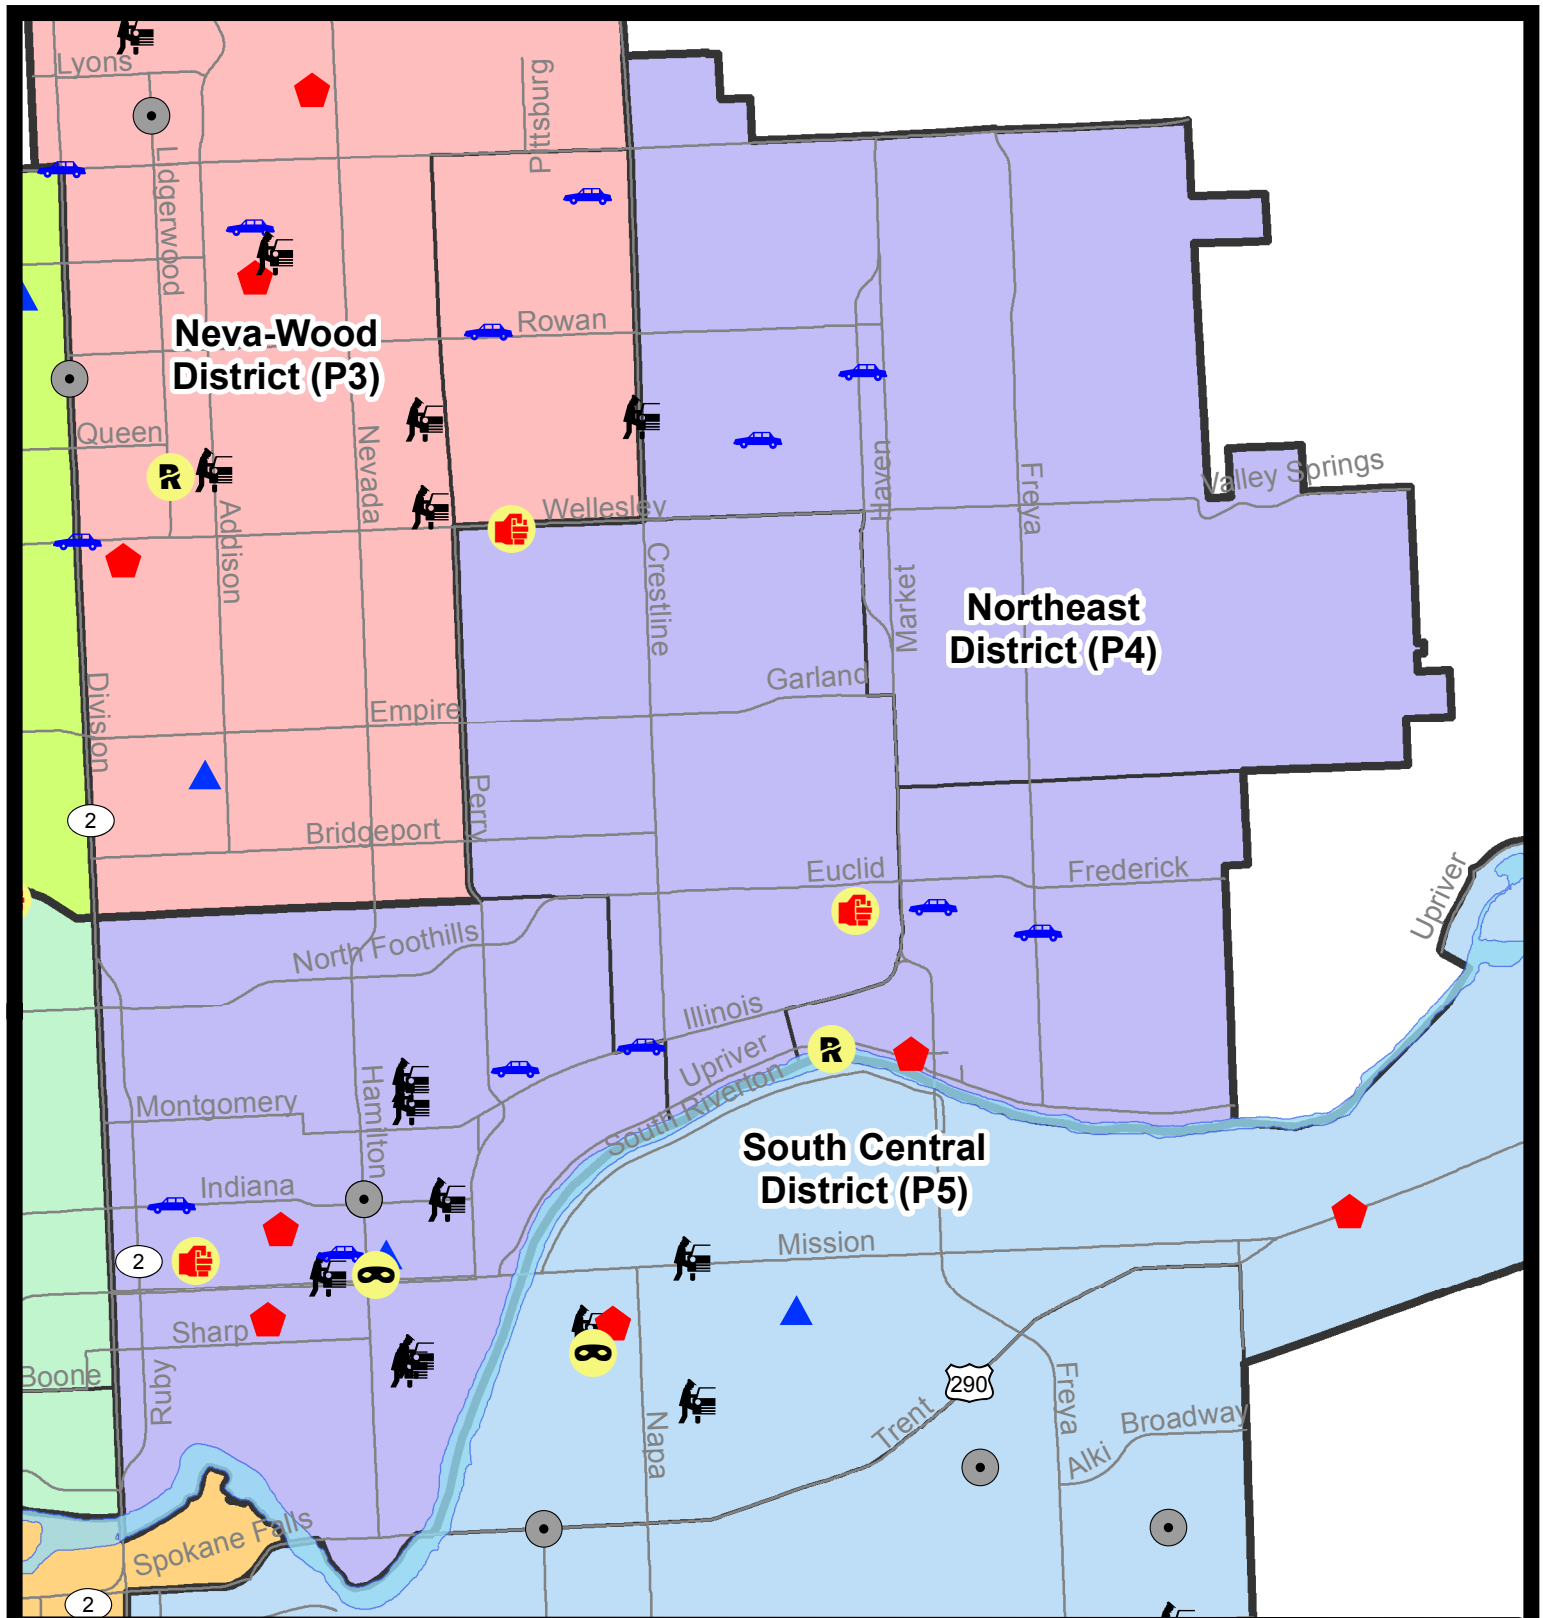 Lyons
Pittsburg
Lidgerwood
Rowan
Neva-Wood
District (P3)
Queen
Nevada
Haven
Freya
Valley Springs
Wellesley
Addison
Crestline
Market
Northeast
District (P4)
Garland
Division
Empire
Perry
2
Bridgeport
Euclid
Frederick
Upriver
North Foothills
Illinois
Upriver
South Riverton
Hamilton
Montgomery
South Central
District (P5)
Indiana
Mission
2
R
R
Sharp
Boone
Ruby
290
Freya
Napa
Trent
Broadway
Alki
Spokane Falls
2